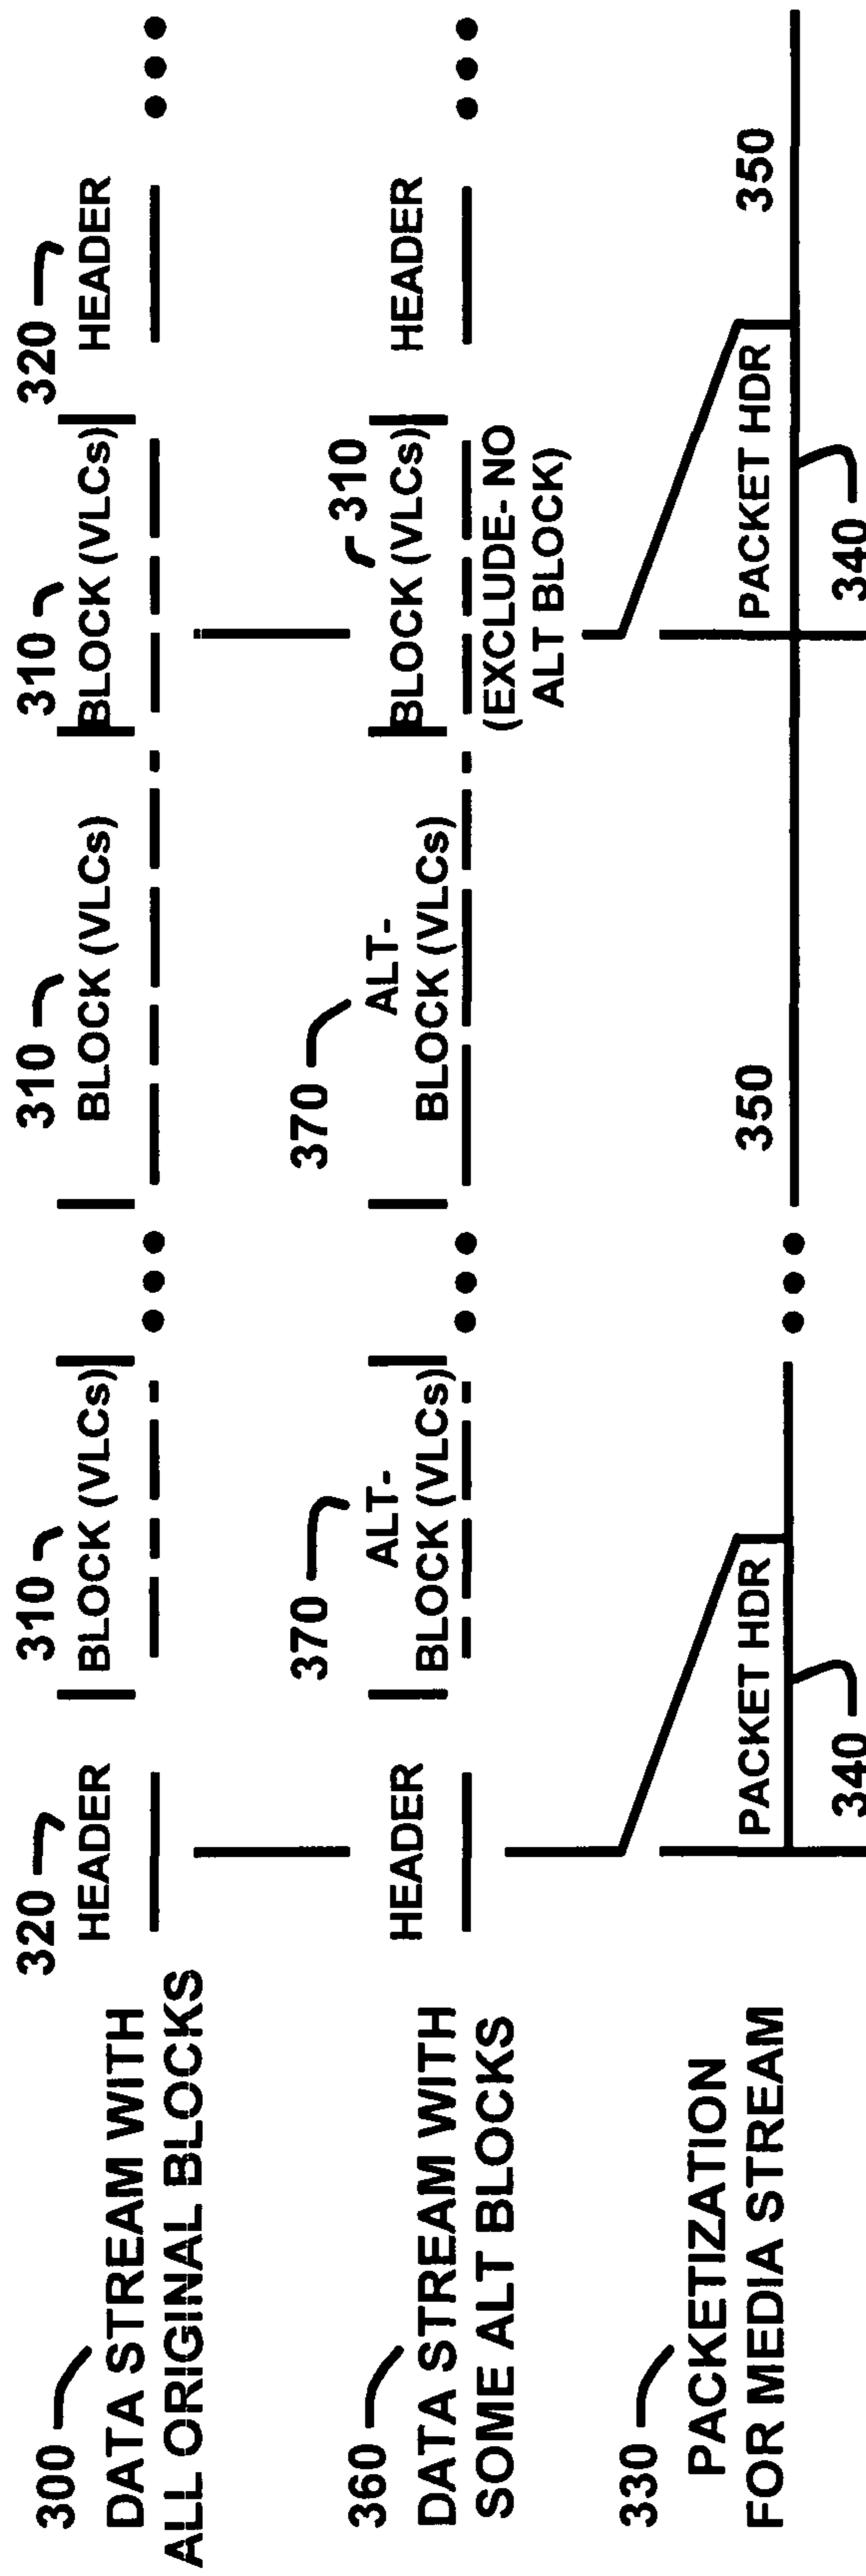 300
DATA STREAM WITH
ALL ORIGINAL BLOCKS
320
HEADER
310
BLOCK (VLCs)
310
BLOCK (VLCs)
310
BLOCK (VLCs)
320
HEADER
360
DATA STREAM WITH
SOME ALT BLOCKS
HEADER
370
ALT-
BLOCK (VLCs)
370
ALT-
BLOCK (VLCs)
310
BLOCK (VLCs)
(EXCLUDE- NO
ALT BLOCK)
HEADER
330
PACKETIZATION
FOR MEDIA STREAM
PACKET HDR
340
350
PACKET HDR
340
350